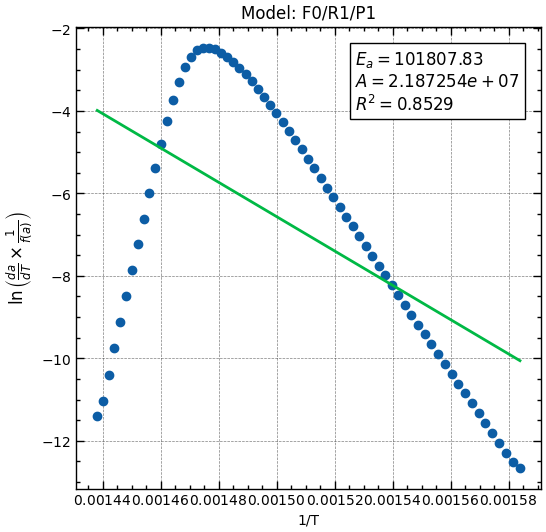 Model: F0/R1/P1
−2
−4
−6
−8
−10
−12
ln(da/dT × 1/f(a))
E_a = 101807.83
A = 2.187254e + 07
R^2 = 0.8529
0.00144 0.00146 0.00148 0.00150 0.00152 0.00154 0.00156 0.00158
1/T